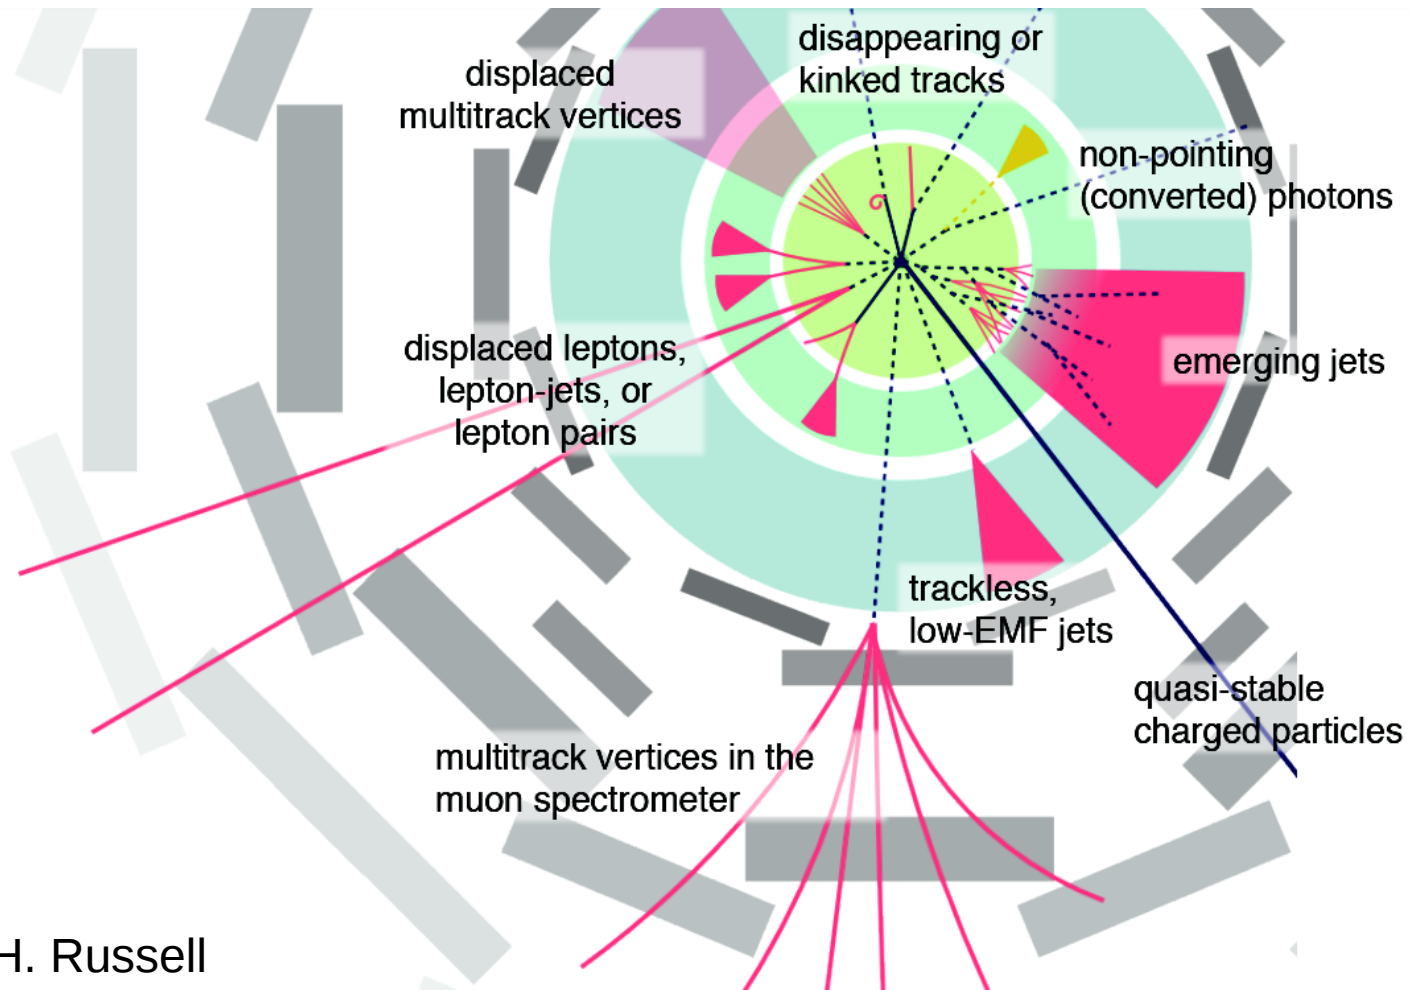 disappearing or
kinked tracks
displaced
multitrack vertices
non-pointing
(converted) photons
displaced leptons,
lepton-jets, or
lepton pairs
emerging jets
trackless,
low-EMF jets
quasi-stable
charged particles
multitrack vertices in the
muon spectrometer
H. Russell